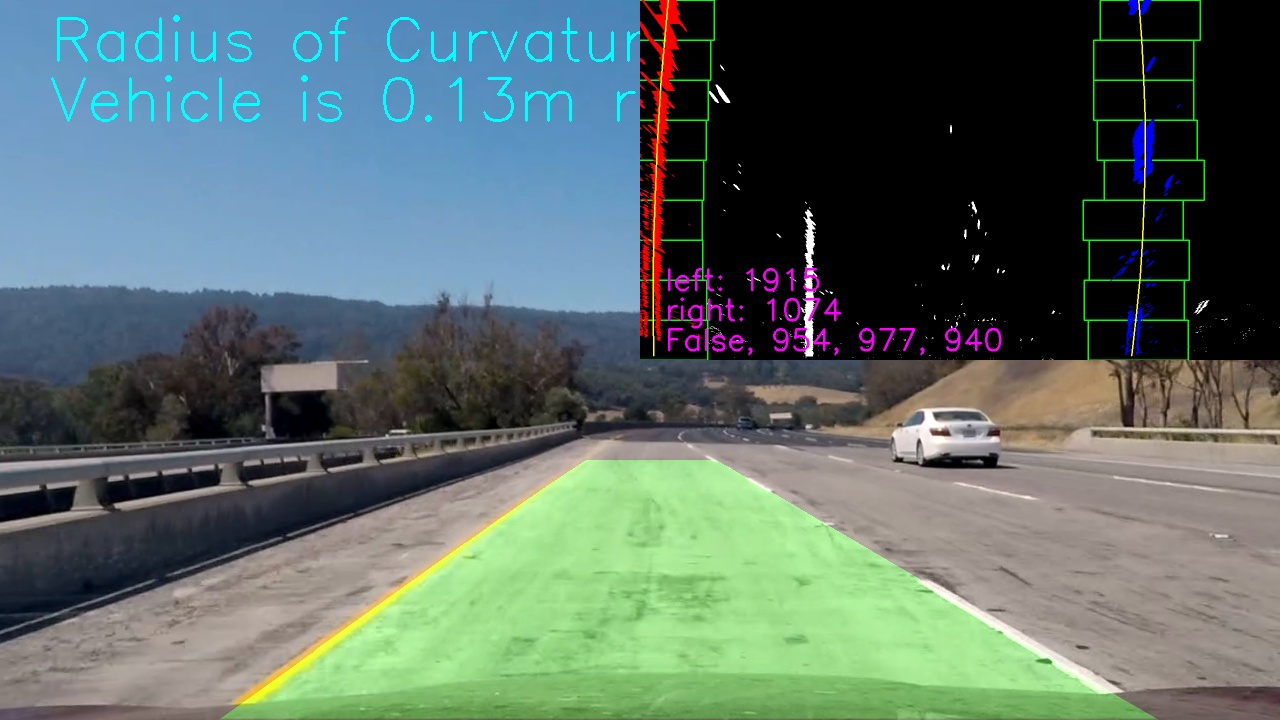 Radius of Curvatur
Vehicle is 0.13m r
left: 1915
right: 1074
False, 954, 977, 940